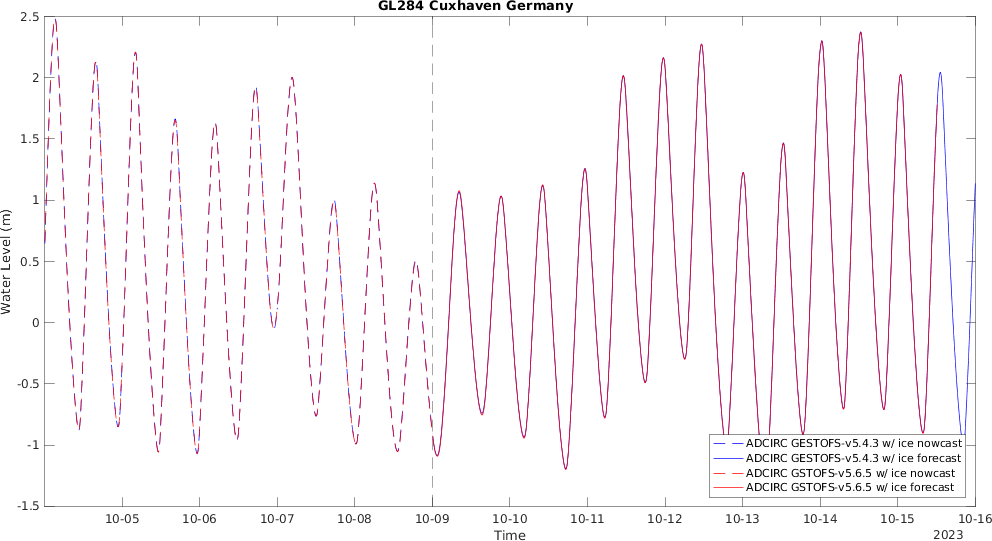 GL284 Cuxhaven Germany
2.5
2
1.5
1
0.5
0
-0.5
-1
-1.5
Water Level (m)
ADCIRC GESTOFS-v5.4.3 w/ ice nowcast
ADCIRC GESTOFS-v5.4.3 w/ ice forecast
ADCIRC GSTOFS-v5.6.5 w/ ice nowcast
ADCIRC GSTOFS-v5.6.5 w/ ice forecast
10-05 10-06 10-07 10-08 10-09 10-10 10-11 10-12 10-13 10-14 10-15 10-16
Time
2023